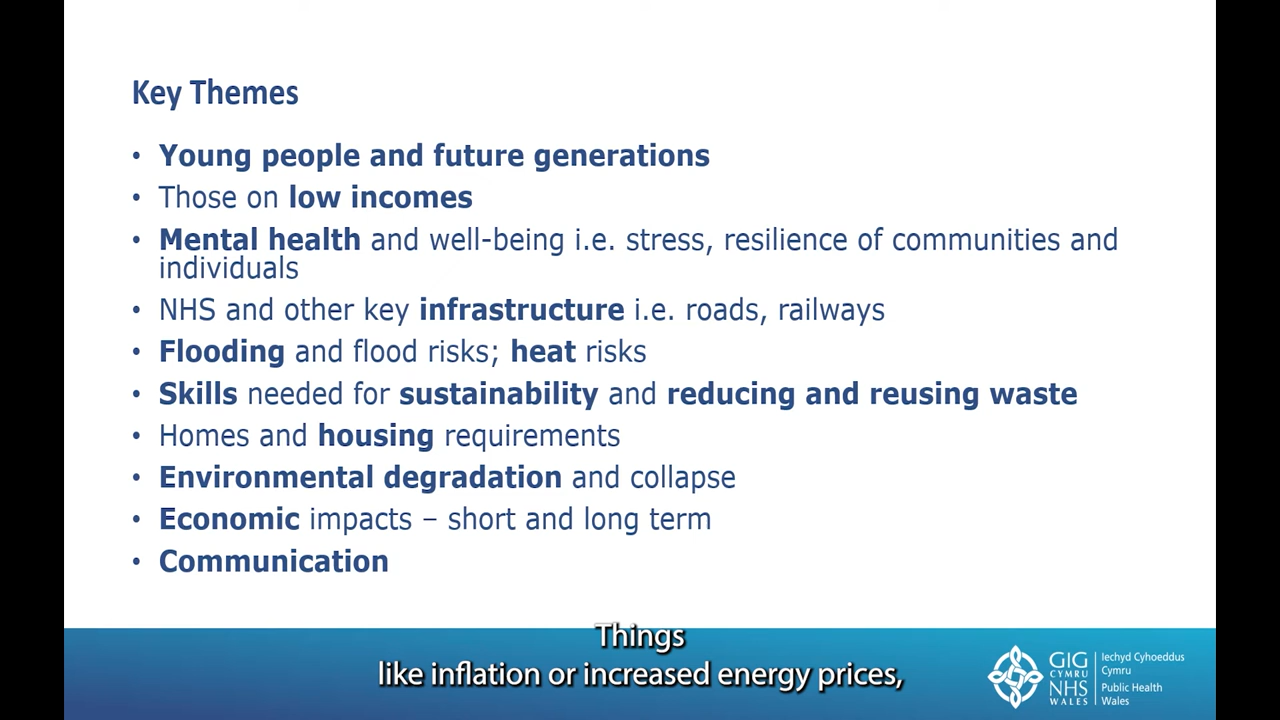 Key Themes
• Young people and future generations
• Those on low incomes
• Mental health and well-being i.e. stress, resilience of communities and
individuals
• NHS and other key infrastructure i.e. roads, railways
• Flooding and flood risks; heat risks
• Skills needed for sustainability and reducing and reusing waste
• Homes and housing requirements
• Environmental degradation and collapse
• Economic impacts – short and long term
• Communication
Things
like inflation or increased energy prices,
GIG
CYMRU
NHS
WALES
Iechyd Cyhoeddus
Cymru
Public Health
Wales